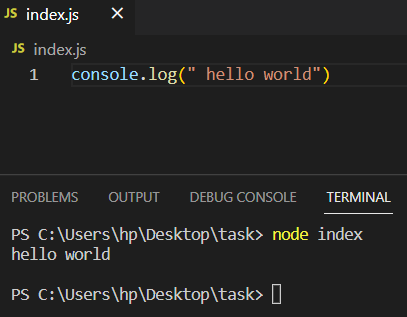 JS index.js ×
JS index.js
1 console.log(" hello world")
PROBLEMS OUTPUT DEBUG CONSOLE TERMINAL
PS C:\Users\hp\Desktop\task> node index
hello world
PS C:\Users\hp\Desktop\task>